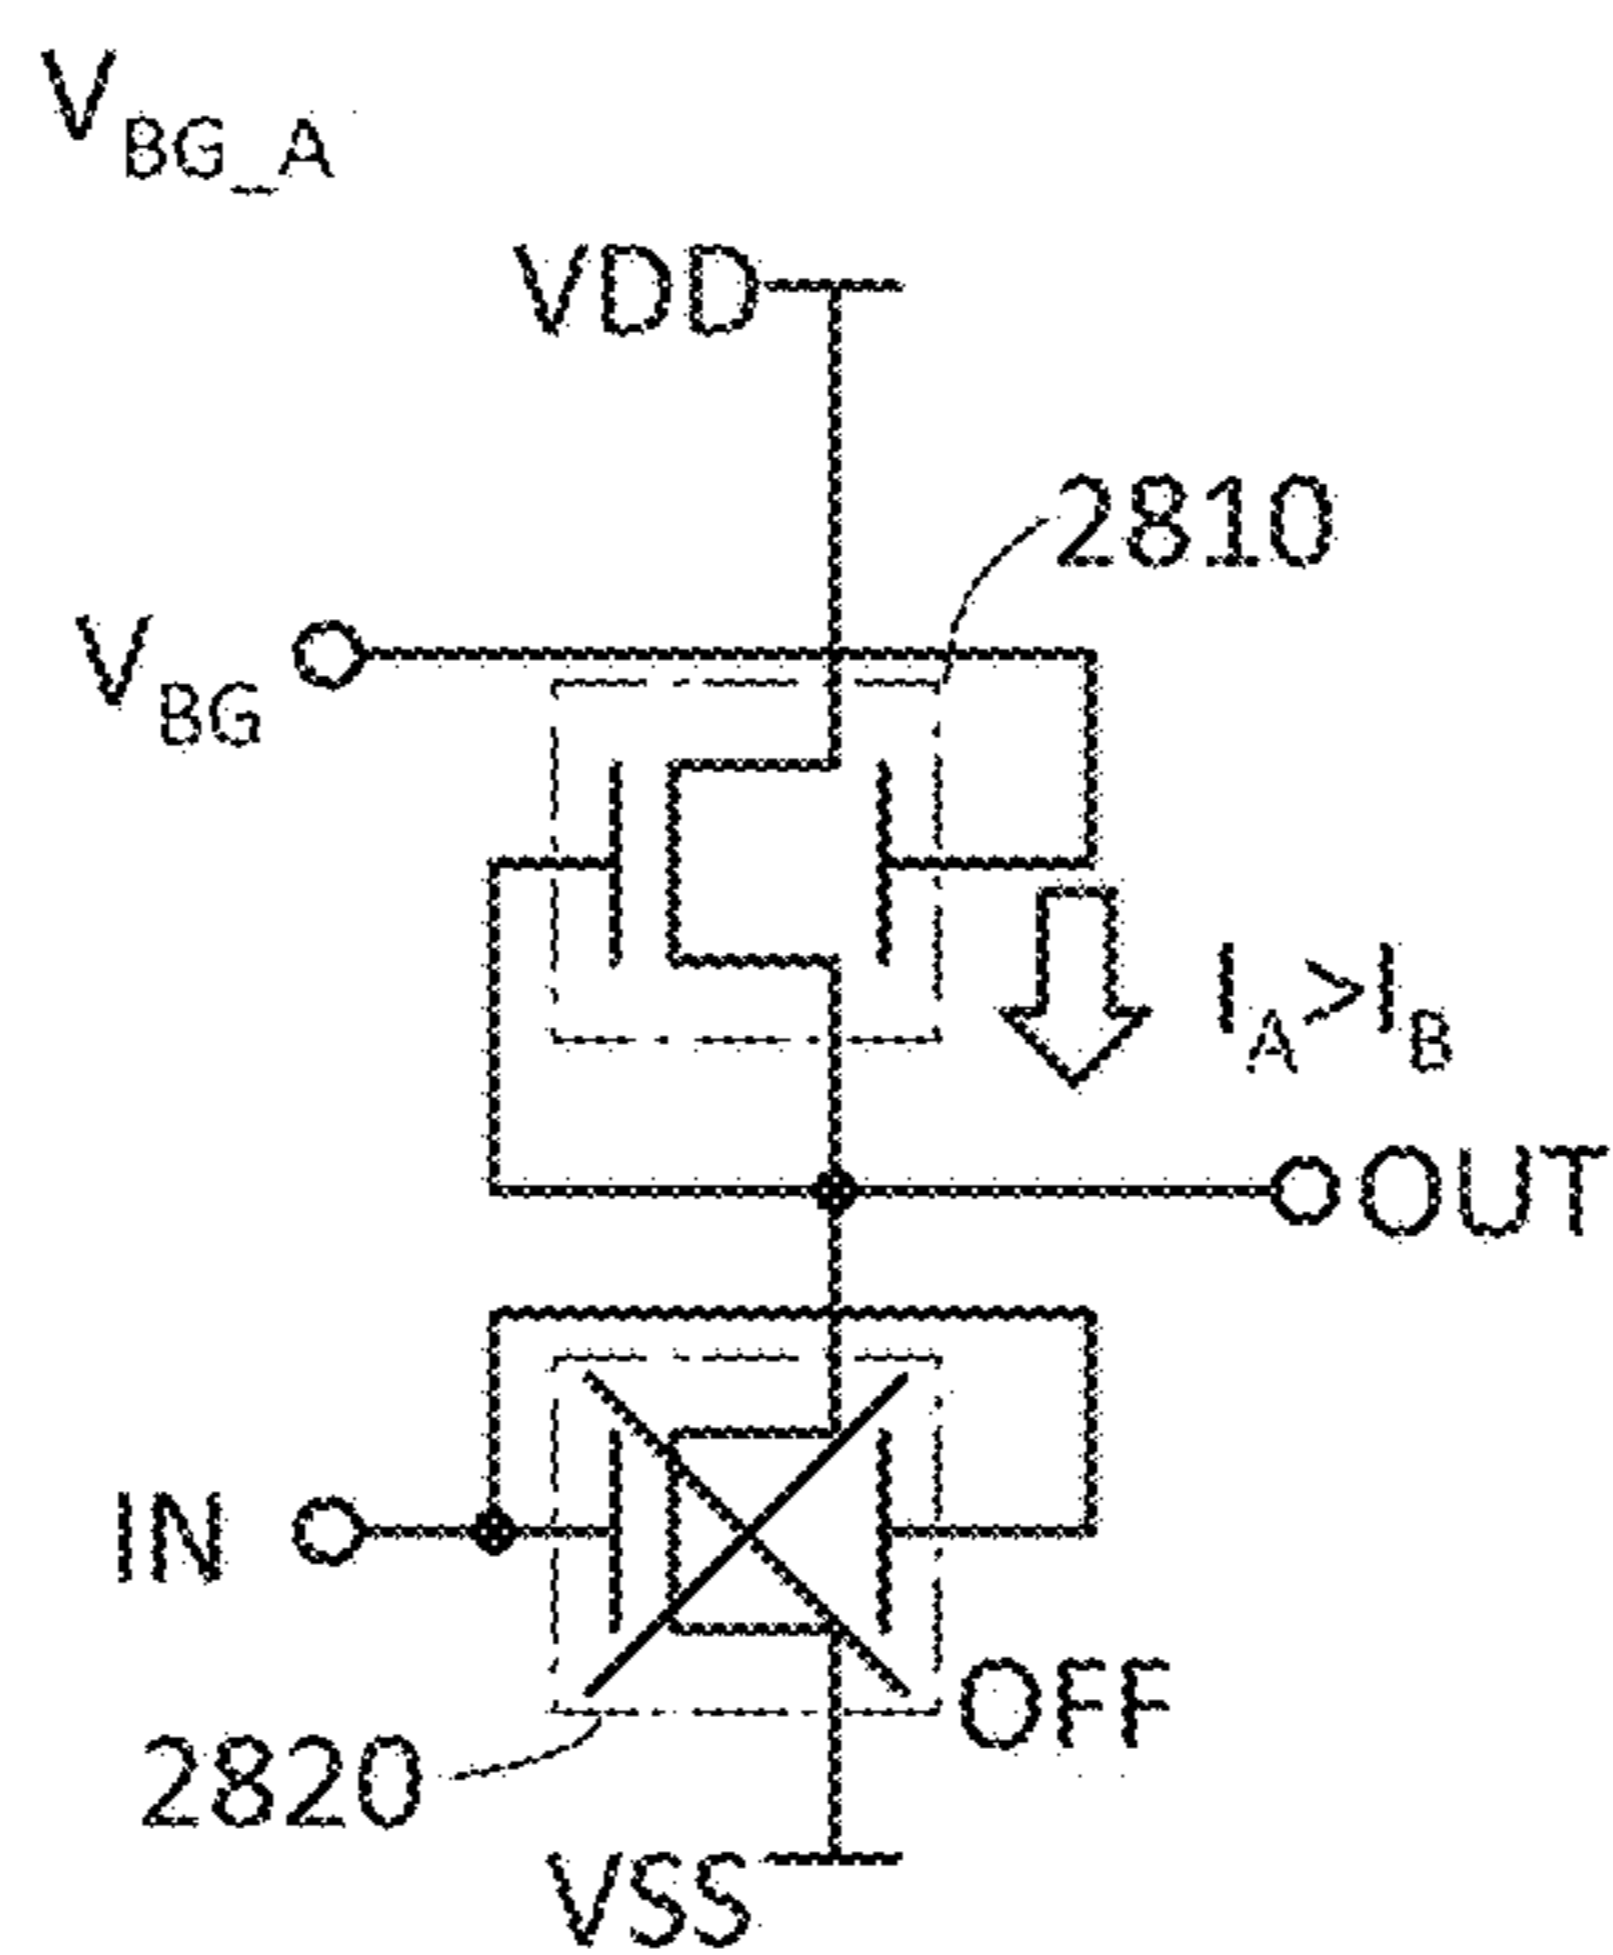 V_BG_A
VDD
2810
V_BG
I_A>I_B
OUT
IN
OFF
2820
VSS